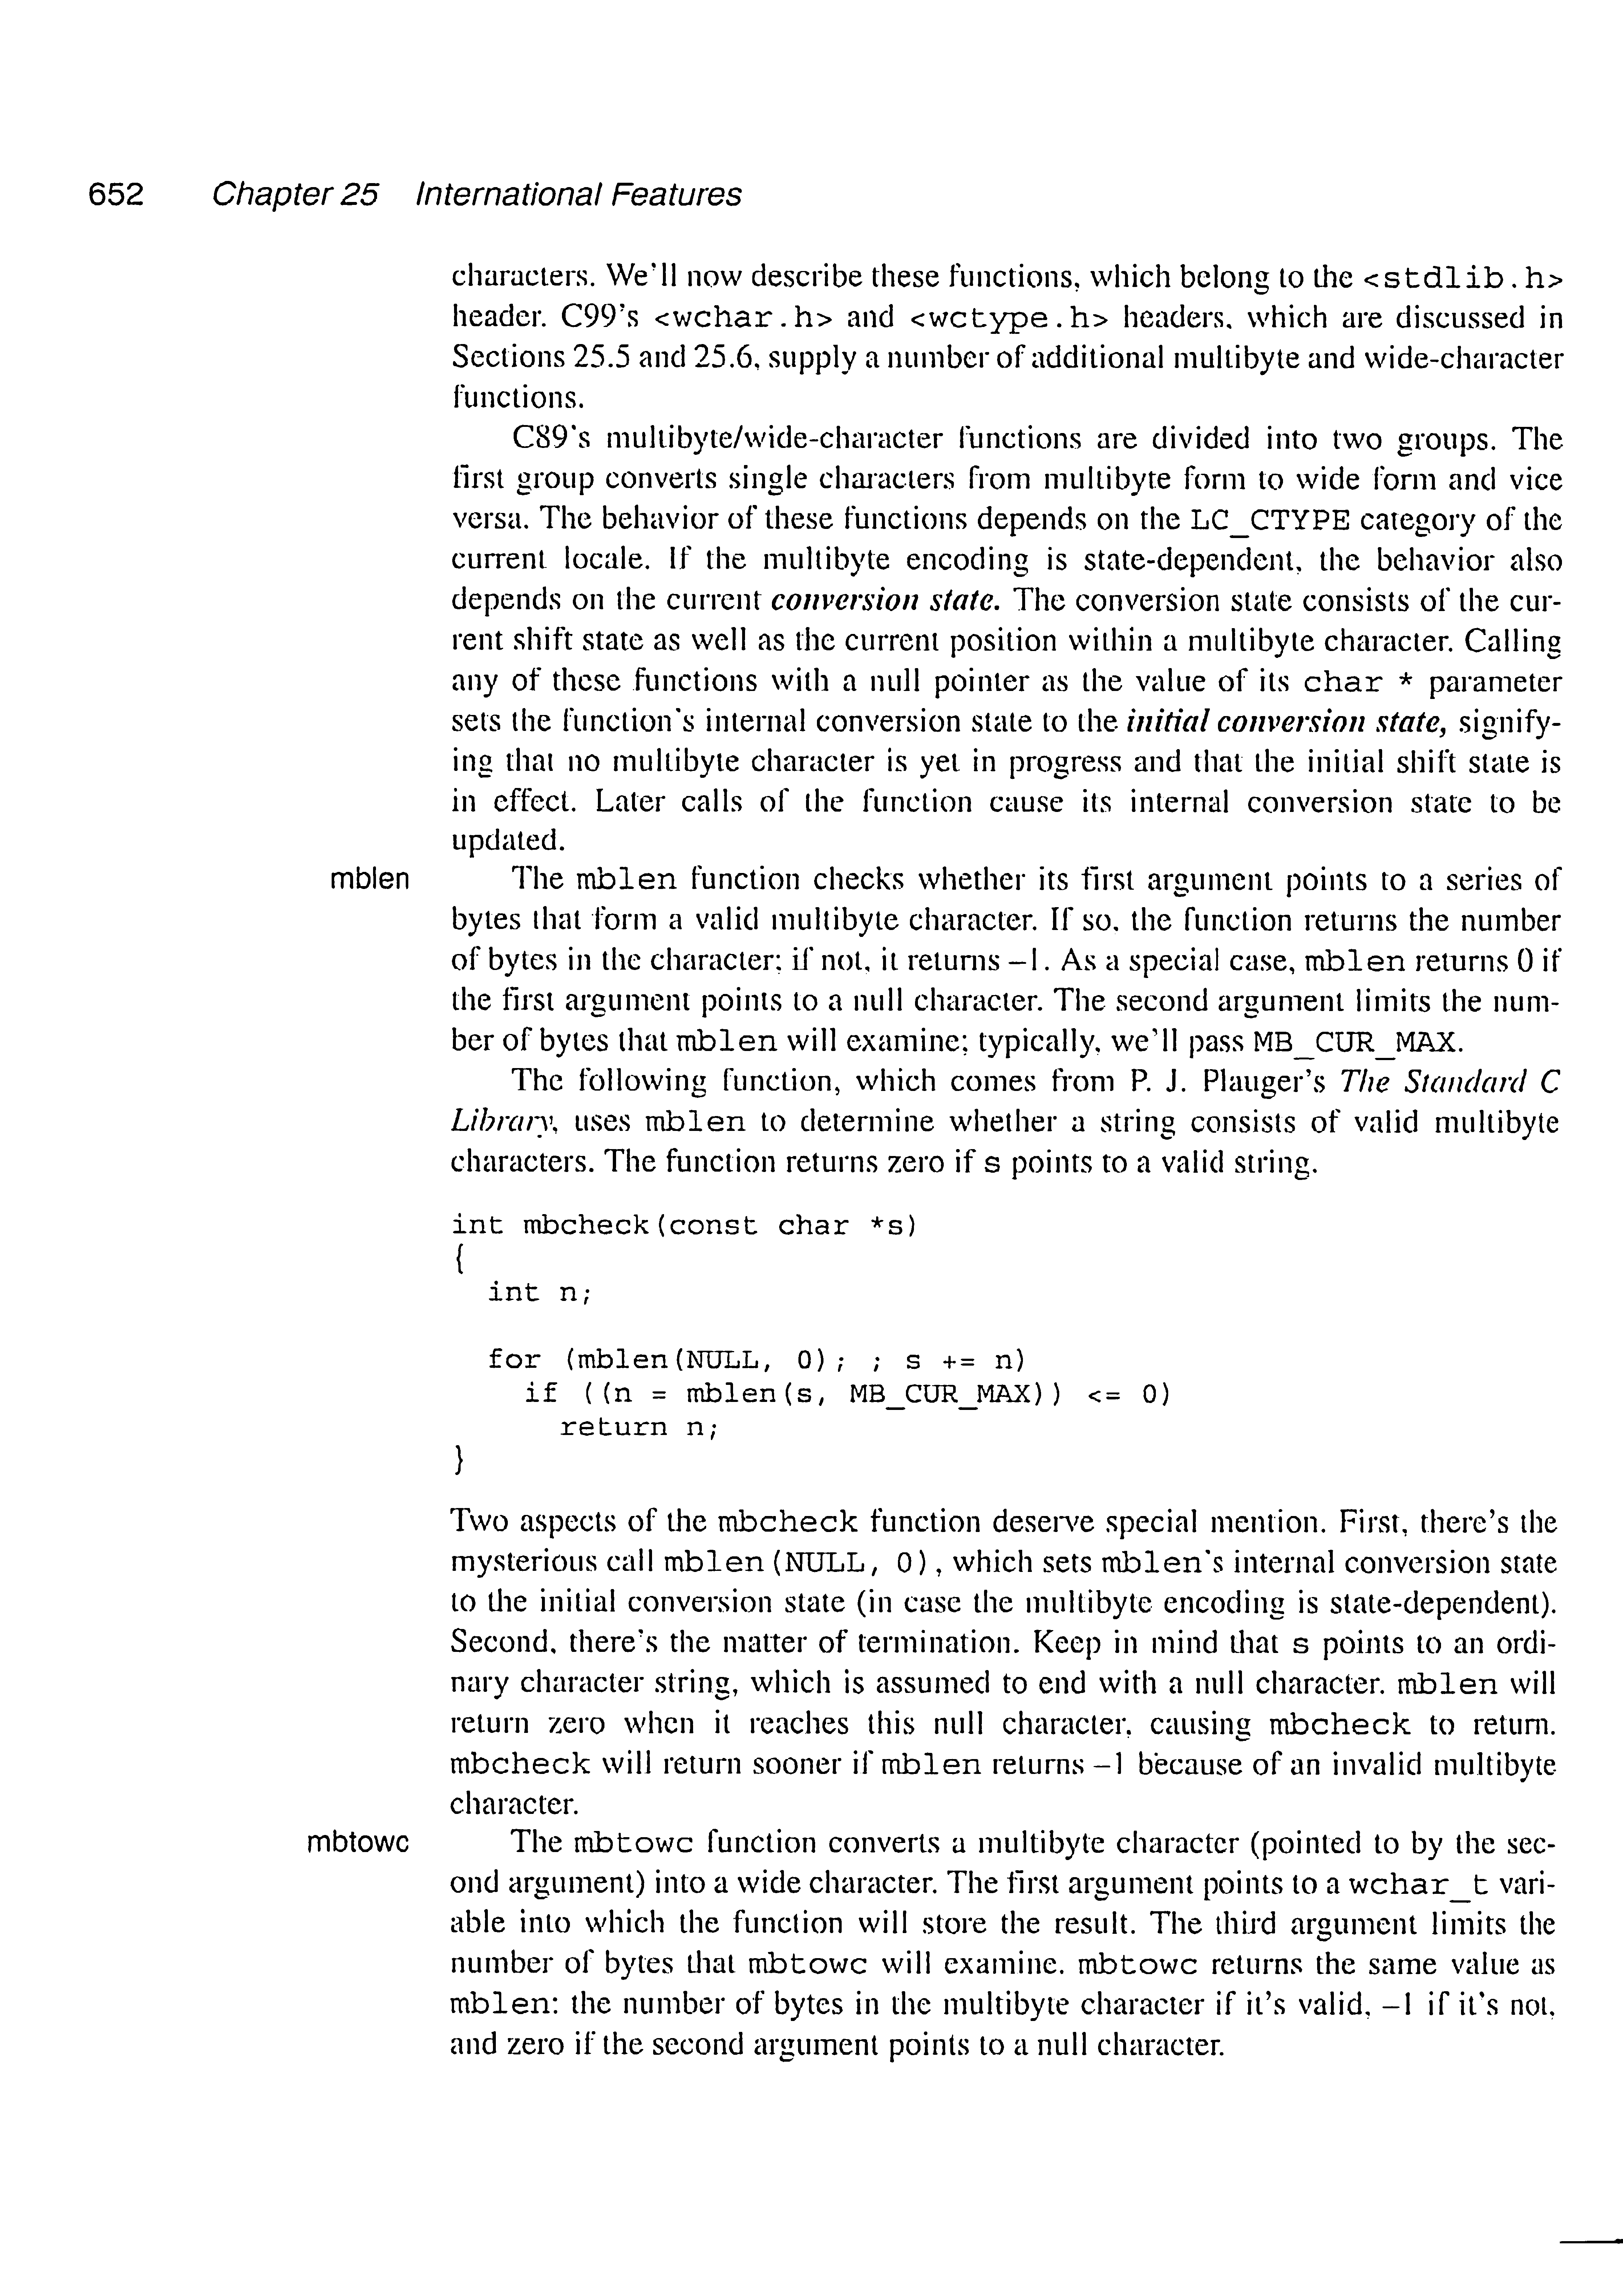 652 Chapter 25 International Features
characters. We'll now describe these functions, which belong to the <stdlib.h>
header. C99's <wchar.h> and <wctype.h> headers, which are discussed in
Sections 25.5 and 25.6, supply a number of additional multibyte and wide-character
functions.
C89's multibyte/wide-character functions are divided into two groups. The
first group converts single characters from multibyte form to wide form and vice
versa. The behavior of these functions depends on the LC_CTYPE category of the
current locale. If the multibyte encoding is state-dependent, the behavior also
depends on the current conversion state. The conversion state consists of the cur-
rent shift state as well as the current position within a multibyte character. Calling
any of these functions with a null pointer as the value of its char * parameter
sets the function's internal conversion state to the initial conversion state, signify-
ing that no multibyte character is yet in progress and that the initial shift state is
in effect. Later calls of the function cause its internal conversion state to be
updated.
mblen The mblen function checks whether its first argument points to a series of
bytes that form a valid multibyte character. If so, the function returns the number
of bytes in the character; if not, it returns –1. As a special case, mblen returns 0 if
the first argument points to a null character. The second argument limits the num-
ber of bytes that mblen will examine; typically, we'll pass MB_CUR_MAX.
The following function, which comes from P. J. Plauger's The Standard C
Library, uses mblen to determine whether a string consists of valid multibyte
characters. The function returns zero if s points to a valid string.
int mbcheck(const char *s)
{
int n;
for (mblen(NULL, 0); ; s += n)
if ((n = mblen(s, MB_CUR_MAX)) <= 0)
return n;
}
Two aspects of the mbcheck function deserve special mention. First, there's the
mysterious call mblen(NULL, 0), which sets mblen's internal conversion state
to the initial conversion state (in case the multibyte encoding is state-dependent).
Second, there's the matter of termination. Keep in mind that s points to an ordi-
nary character string, which is assumed to end with a null character. mblen will
return zero when it reaches this null character, causing mbcheck to return.
mbcheck will return sooner if mblen returns –1 because of an invalid multibyte
character.
mbtowc The mbtowc function converts a multibyte character (pointed to by the sec-
ond argument) into a wide character. The first argument points to a wchar_t vari-
able into which the function will store the result. The third argument limits the
number of bytes that mbtowc will examine. mbtowc returns the same value as
mblen: the number of bytes in the multibyte character if it's valid, –1 if it's not,
and zero if the second argument points to a null character.